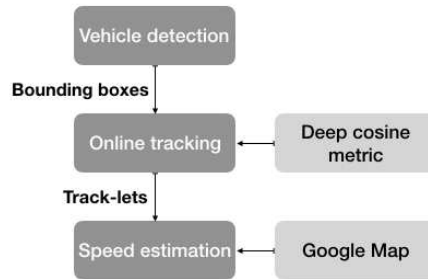 Vehicle detection
Bounding boxes
Online tracking
Deep cosine
metric
Track-lets
Speed estimation
Google Map